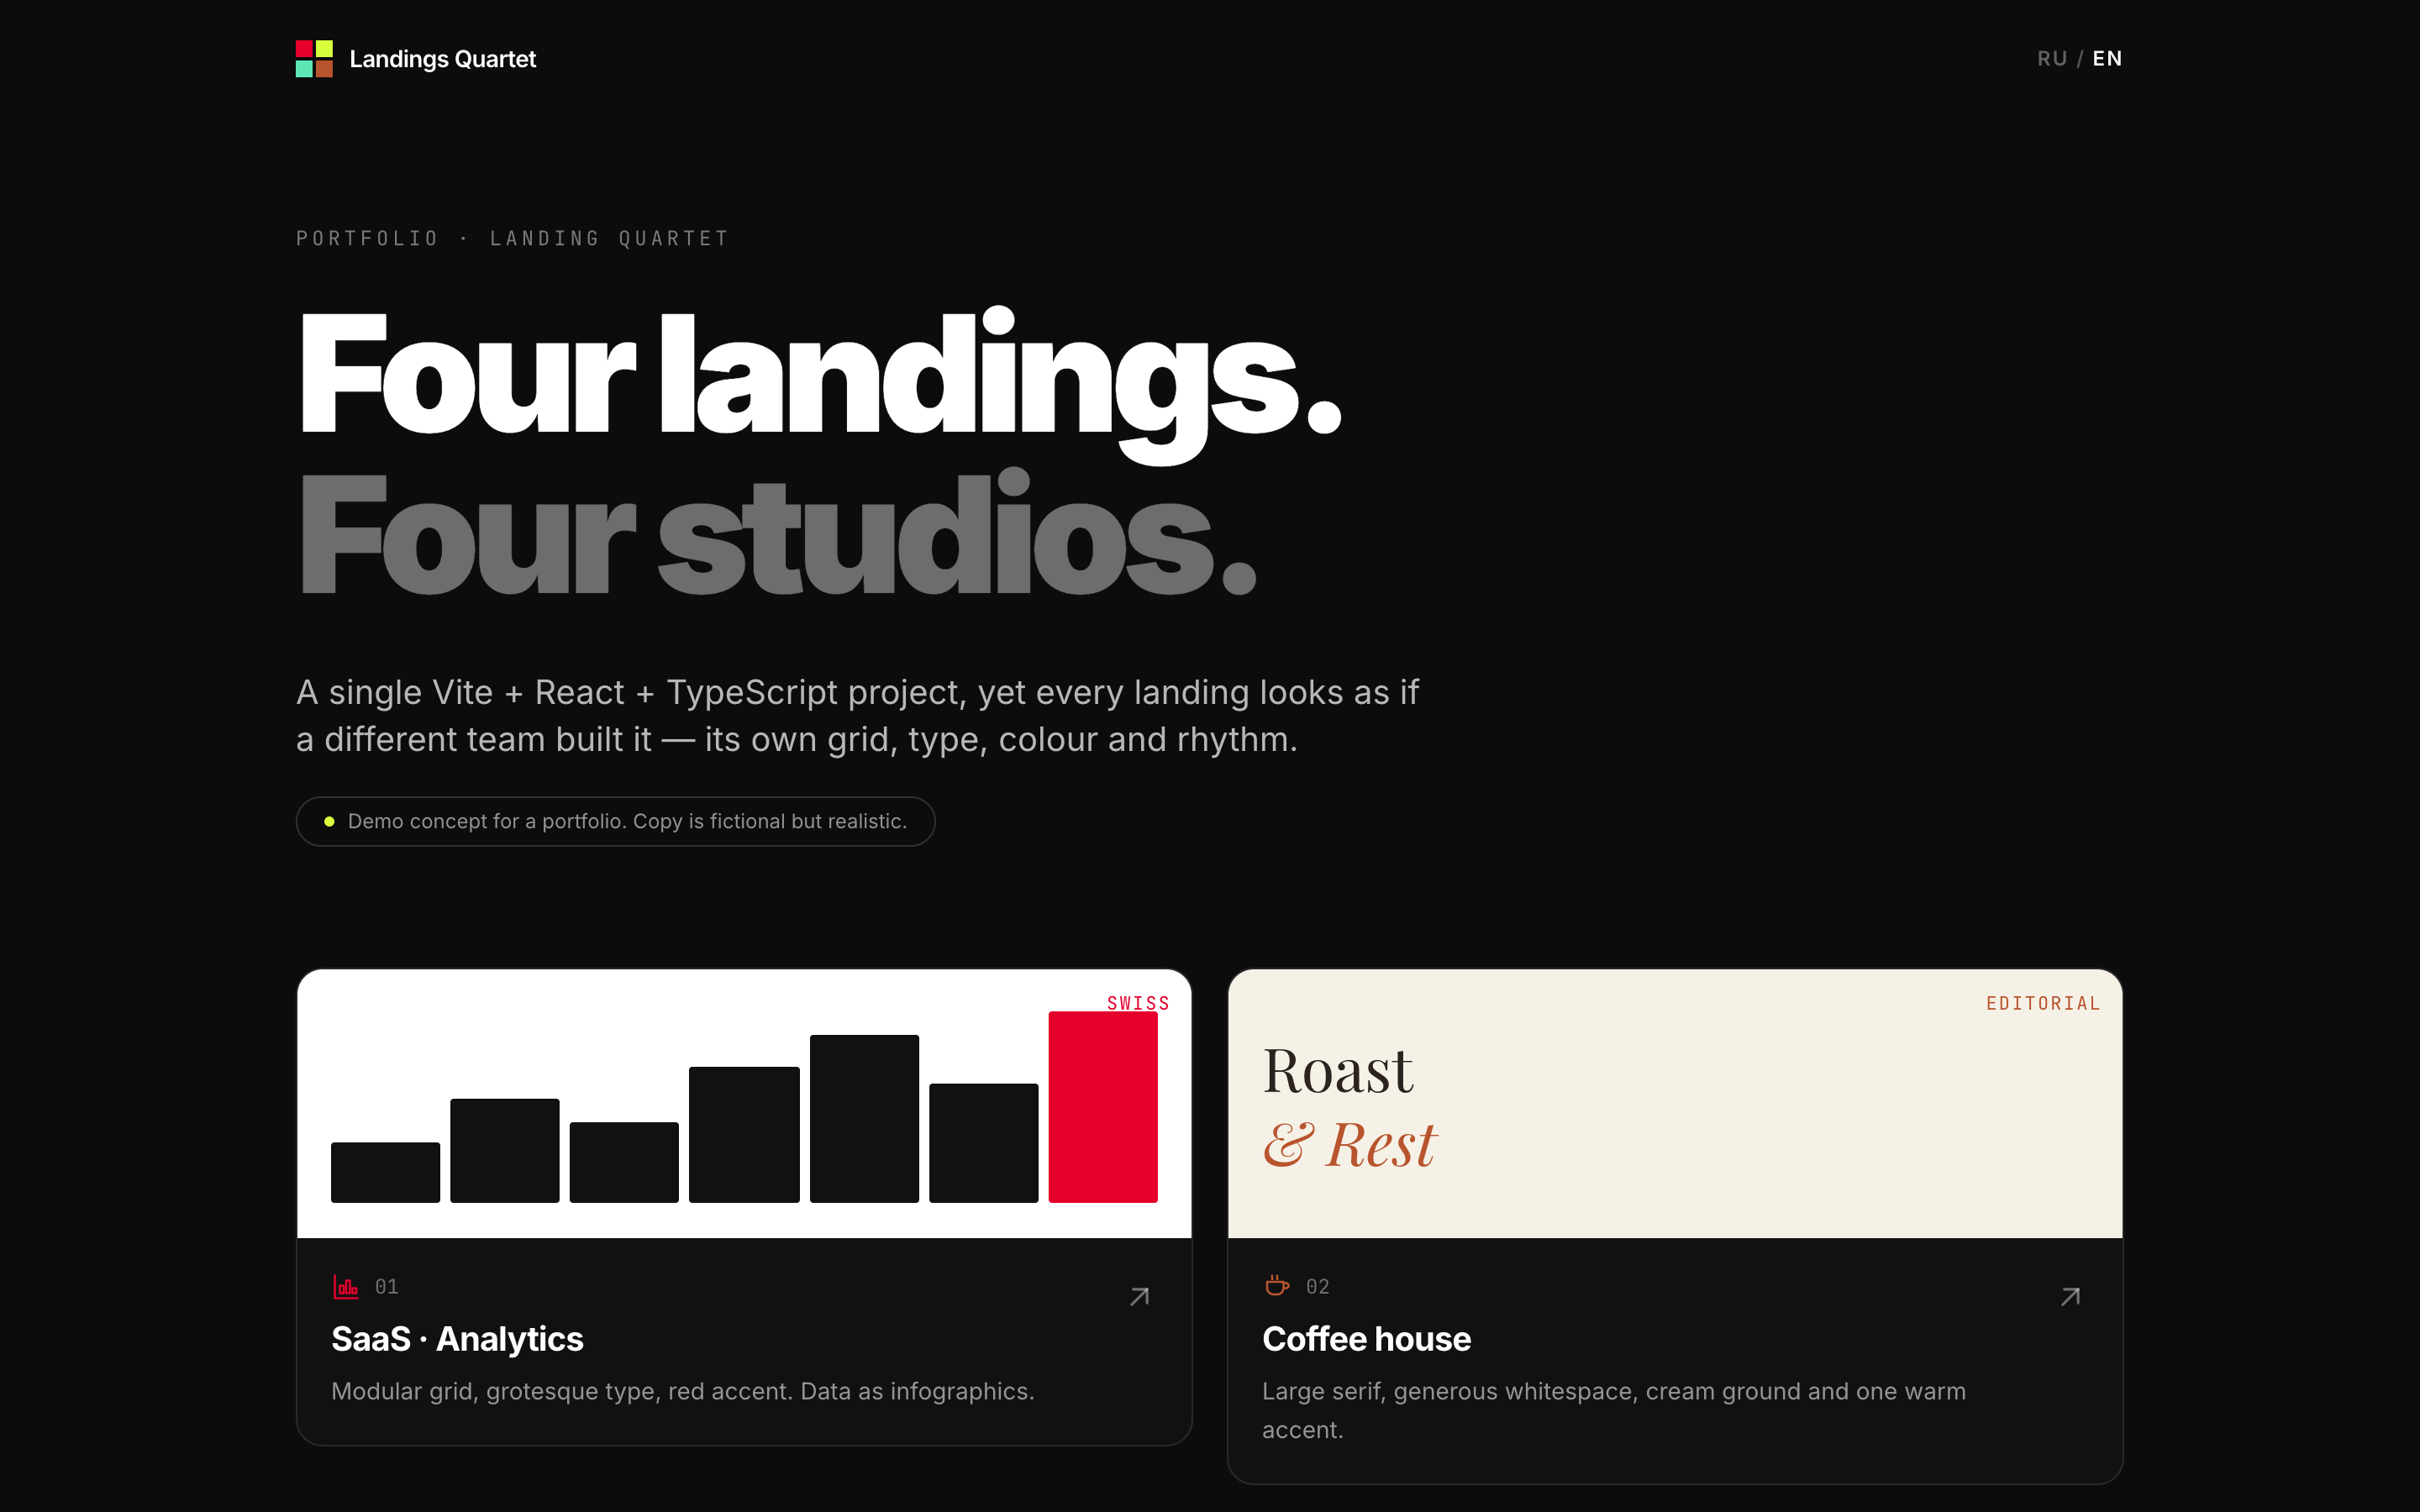 Landings Quartet
RU / EN
PORTFOLIO · LANDING QUARTET
Four landings.
Four studios.
A single Vite + React + TypeScript project, yet every landing looks as if
a different team built it — its own grid, type, colour and rhythm.
Demo concept for a portfolio. Copy is fictional but realistic.
SWISS
01
SaaS · Analytics
Modular grid, grotesque type, red accent. Data as infographics.
EDITORIAL
Roast
& Rest
02
Coffee house
Large serif, generous whitespace, cream ground and one warm
accent.